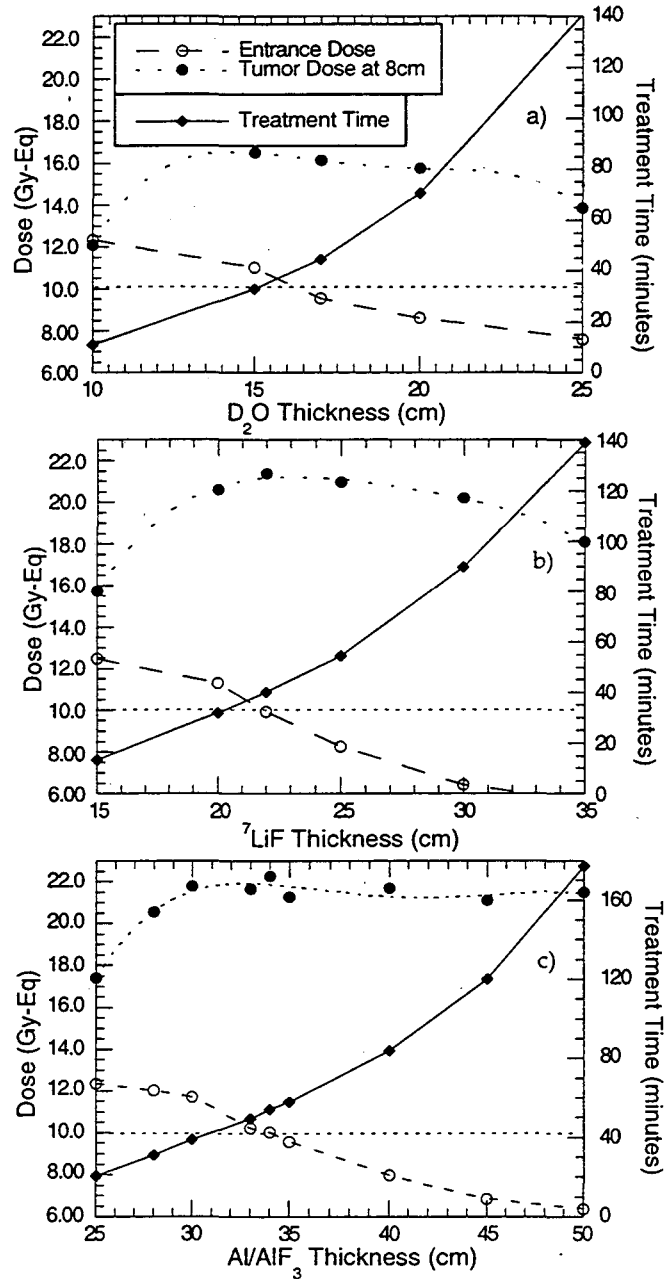 Entrance Dose
Tumor Dose at 8cm
Treatment Time
a)
Dose (Gy-Eq)
22.0
20.0
18.0
16.0
14.0
12.0
10.0
8.00
6.00
Treatment Time (minutes)
140
120
100
80
60
40
20
0
10 15 20 25
D2O Thickness (cm)
b)
Dose (Gy-Eq)
22.0
20.0
18.0
16.0
14.0
12.0
10.0
8.00
6.00
Treatment Time (minutes)
140
120
100
80
60
40
20
0
15 20 25 30 35
7LiF Thickness (cm)
c)
Dose (Gy-Eq)
22.0
20.0
18.0
16.0
14.0
12.0
10.0
8.00
6.00
Treatment Time (minutes)
160
120
80
40
0
25 30 35 40 45 50
Al/AlF3 Thickness (cm)